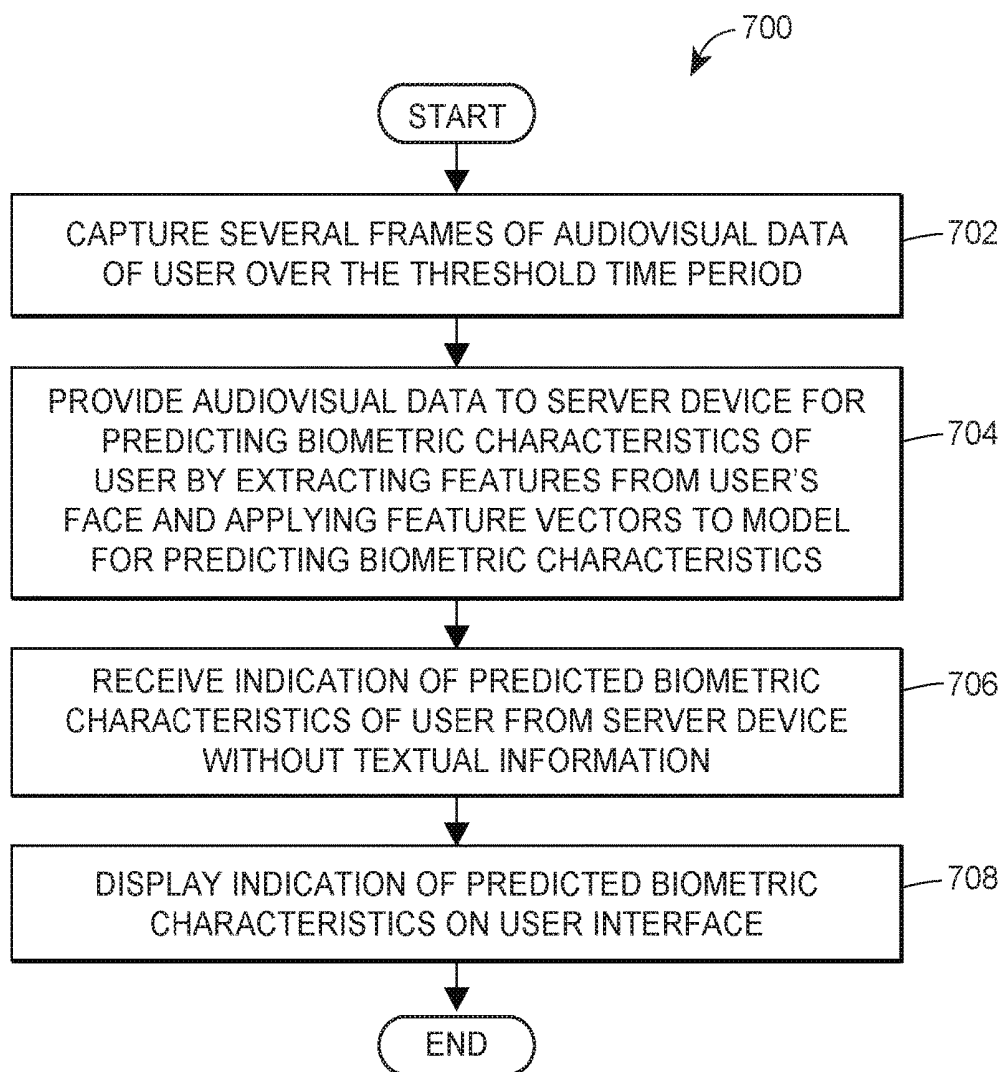 700
START
CAPTURE SEVERAL FRAMES OF AUDIOVISUAL DATA
OF USER OVER THE THRESHOLD TIME PERIOD
702
PROVIDE AUDIOVISUAL DATA TO SERVER DEVICE FOR
PREDICTING BIOMETRIC CHARACTERISTICS OF
USER BY EXTRACTING FEATURES FROM USER'S
FACE AND APPLYING FEATURE VECTORS TO MODEL
FOR PREDICTING BIOMETRIC CHARACTERISTICS
704
RECEIVE INDICATION OF PREDICTED BIOMETRIC
CHARACTERISTICS OF USER FROM SERVER DEVICE
WITHOUT TEXTUAL INFORMATION
706
DISPLAY INDICATION OF PREDICTED BIOMETRIC
CHARACTERISTICS ON USER INTERFACE
708
END